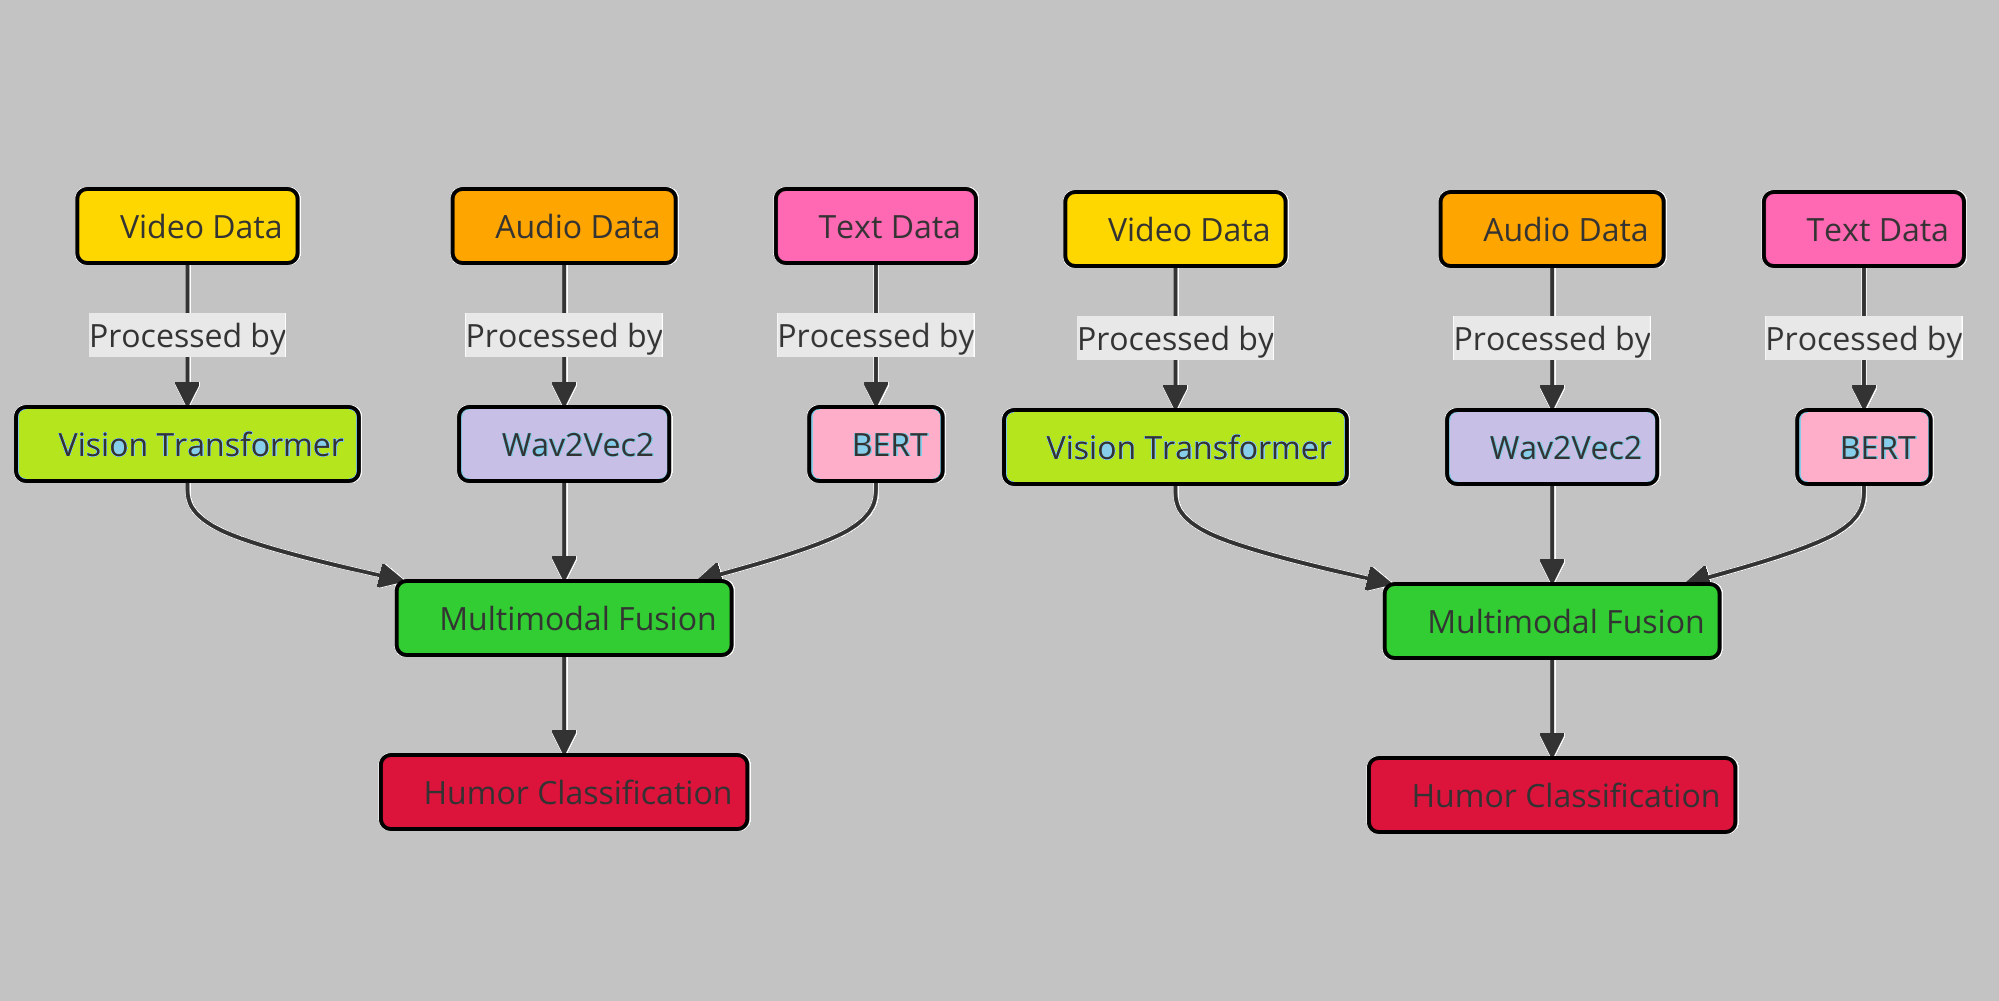 Video Data
Audio Data
Text Data
Processed by
Processed by
Processed by
Vision Transformer
Wav2Vec2
BERT
Multimodal Fusion
Humor Classification
Video Data
Audio Data
Text Data
Processed by
Processed by
Processed by
Vision Transformer
Wav2Vec2
BERT
Multimodal Fusion
Humor Classification